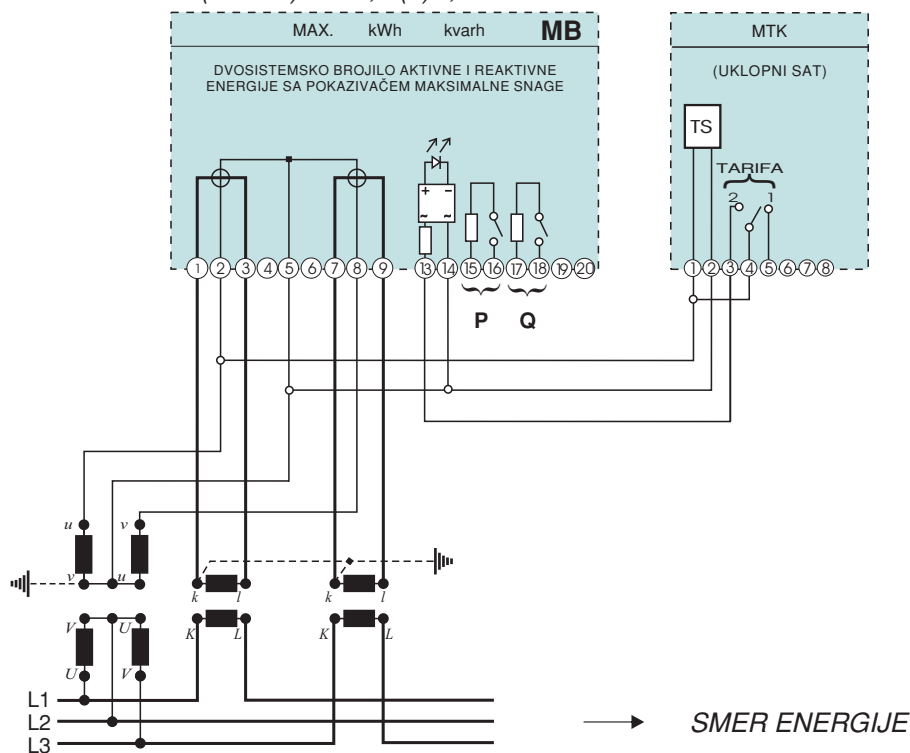 MAX. kWh kvarh MB
DVOSISTEMSKO BROJILO AKTIVNE I REAKTIVNE
ENERGIJE SA POKAZIVAČEM MAKSIMALNE SNAGE
MTK
(UKLOPNI SAT)
TS
TARIFA
2 1
+ −
~ ~
1 2 3 4 5 6 7 8 9 13 14 15 16 17 18 19 20
1 2 3 4 5 6 7 8
P Q
u v
v u
k l k l
V U K L K L
U V
L1
L2
L3
SMER ENERGIJE